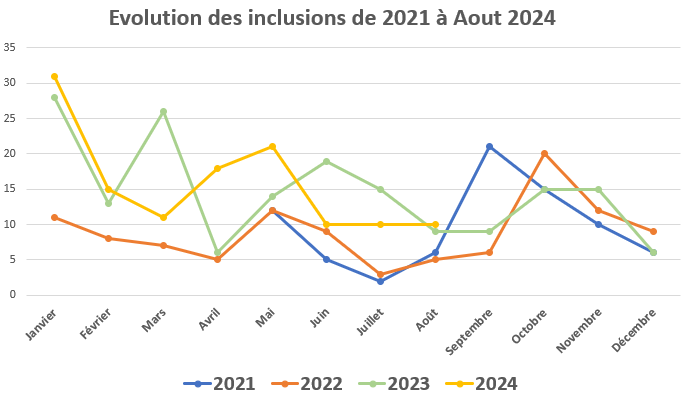 Evolution des inclusions de 2021 à Aout 2024
35
30
25
20
15
10
5
0
Janvier
Février
Mars
Avril
Mai
Juin
Juillet
Août
Septembre
Octobre
Novembre
Décembre
2021 2022 2023 2024